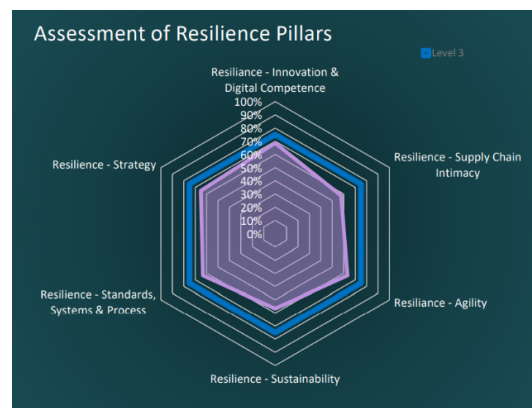 Assessment of Resilience Pillars
Level 3
Resiliance - Innovation &
Digital Competence
100%
90%
80%
70%
60%
50%
40%
30%
20%
10%
0%
Resilience - Strategy
Resilience - Supply Chain
Intimacy
Resilience - Standards,
Systems & Process
Resiliance - Agility
Resilience - Sustainability